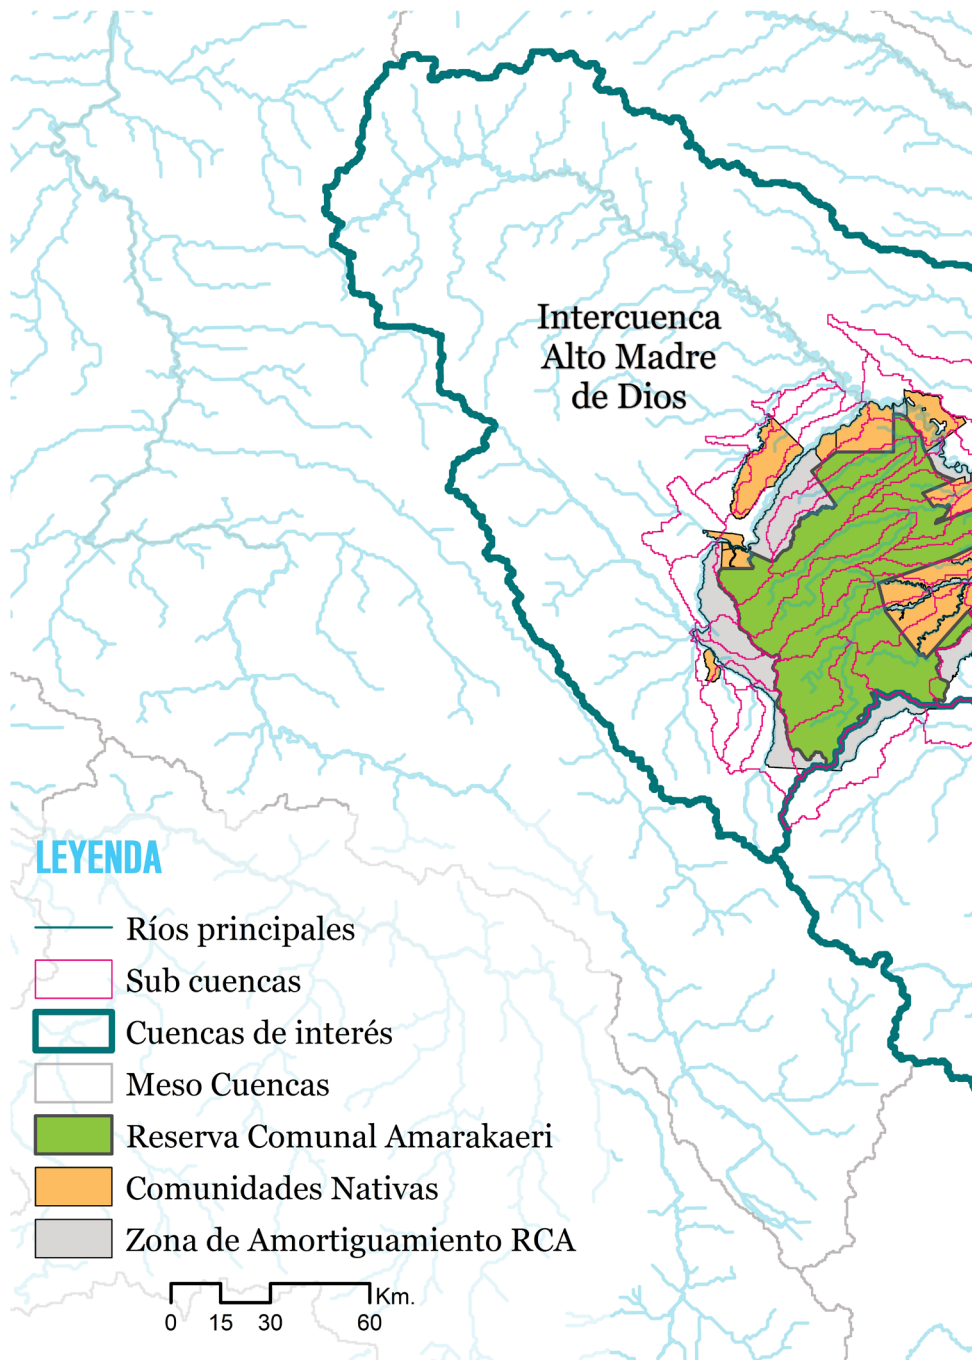 Intercuenca
Alto Madre
de Dios
LEYENDA
Ríos principales
Sub cuencas
Cuencas de interés
Meso Cuencas
Reserva Comunal Amarakaeri
Comunidades Nativas
Zona de Amortiguamiento RCA
Km.
0 15 30 60